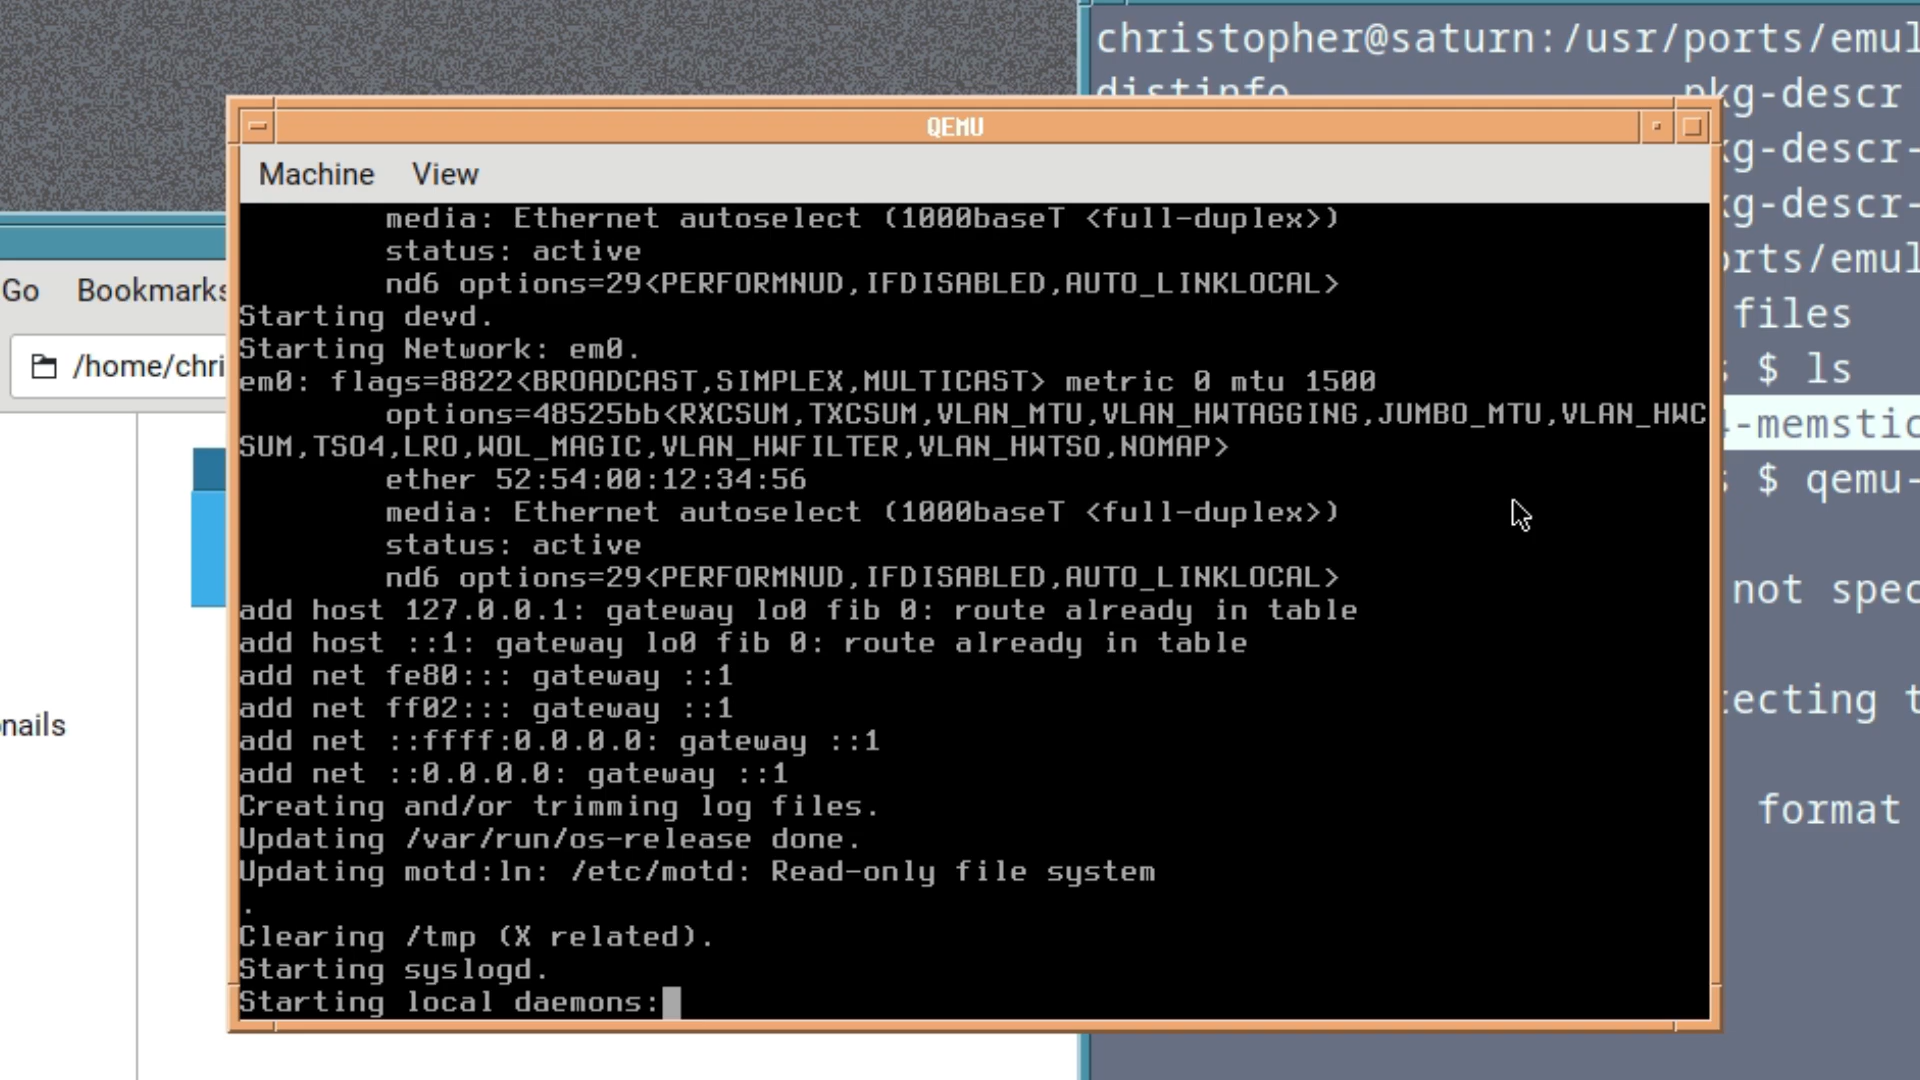 christopher@saturn:/usr/ports/emul
distinfo pkg-descr
QEMU
Machine View
kg-descr-
kg-descr-
orts/emul
files
$ ls
4-memstic
$ qemu-
not spec
tecting t
format
Go Bookmarks
/home/chri
nails
media: Ethernet autoselect (1000baseT <full-duplex>)
status: active
nd6 options=29<PERFORMNUD,IFDISABLED,AUTO_LINKLOCAL>
Starting devd.
Starting Network: em0.
em0: flags=8822<BROADCAST,SIMPLEX,MULTICAST> metric 0 mtu 1500
options=48525bb<RXCSUM,TXCSUM,VLAN_MTU,VLAN_HWTAGGING,JUMBO_MTU,VLAN_HWC
SUM,TSO4,LRO,WOL_MAGIC,VLAN_HWFILTER,VLAN_HWTSO,NOMAP>
ether 52:54:00:12:34:56
media: Ethernet autoselect (1000baseT <full-duplex>)
status: active
nd6 options=29<PERFORMNUD,IFDISABLED,AUTO_LINKLOCAL>
add host 127.0.0.1: gateway lo0 fib 0: route already in table
add host ::1: gateway lo0 fib 0: route already in table
add net fe80::: gateway ::1
add net ff02::: gateway ::1
add net ::ffff:0.0.0.0: gateway ::1
add net ::0.0.0.0: gateway ::1
Creating and/or trimming log files.
Updating /var/run/os-release done.
Updating motd:ln: /etc/motd: Read-only file system
.
Clearing /tmp (X related).
Starting syslogd.
Starting local daemons: